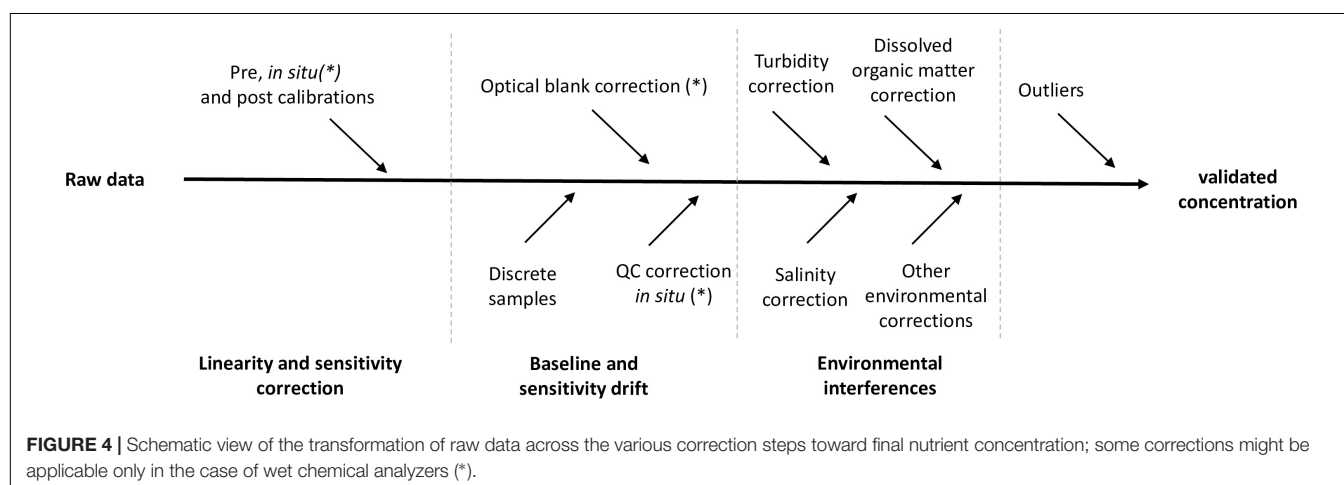 Pre, in situ(*)
and post calibrations
Optical blank correction (*)
Turbidity
correction
Dissolved
organic matter
correction
Outliers
Raw data
validated
concentration
Discrete
samples
QC correction
in situ (*)
Salinity
correction
Other
environmental
corrections
Linearity and sensitivity
correction
Baseline and
sensitivity drift
Environmental
interferences
FIGURE 4 | Schematic view of the transformation of raw data across the various correction steps toward final nutrient concentration; some corrections might be
applicable only in the case of wet chemical analyzers (*).